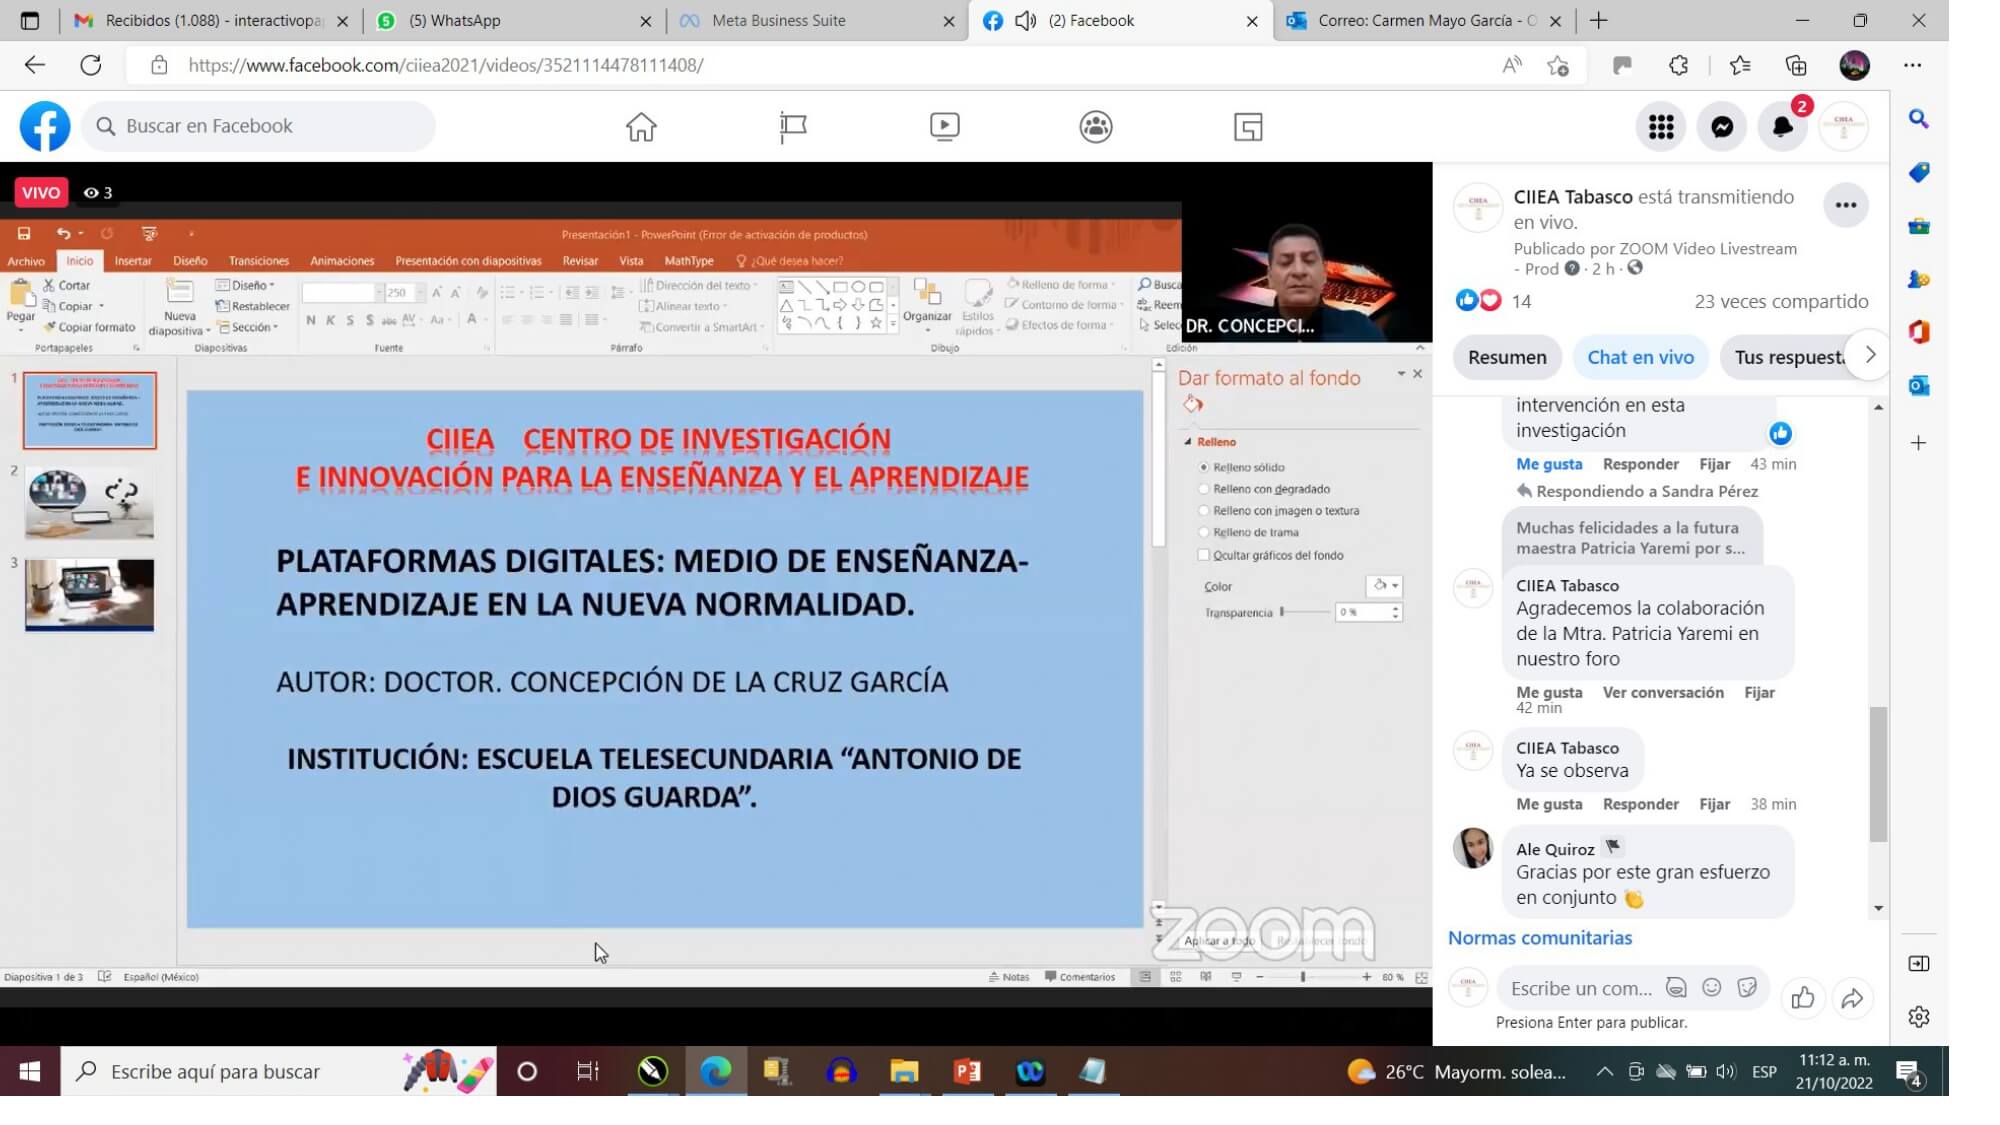 Recibidos (1.088) - interactivopa
(5) WhatsApp
Meta Business Suite
(2) Facebook
Correo: Carmen Mayo García - O
https://www.facebook.com/ciiea2021/videos/3521114478111408/
Buscar en Facebook
2
VIVO
3
Presentación1 - PowerPoint (Error de activación de productos)
Archivo Inicio Insertar Diseño Transiciones Animaciones Presentación con diapositivas Revisar Vista MathType ¿Qué desea hacer?
Pegar
Cortar
Copiar
Copiar formato
Portapapeles
Nueva
diapositiva
Diseño
Restablecer
Sección
Diapositivas
250
N K S S abc AV Aa A
Fuente
Dirección del texto
Alinear texto
Convertir a SmartArt
Párrafo
Organizar
Estilos
rápidos
Relleno de forma
Contorno de forma
Efectos de forma
Dibujo
Busca
Reem
Selec
Edición
DR. CONCEPCI...
1
2
3
CIIEA CENTRO DE INVESTIGACIÓN
E INNOVACIÓN PARA LA ENSEÑANZA Y EL APRENDIZAJE
PLATAFORMAS DIGITALES: MEDIO DE ENSEÑANZA-
APRENDIZAJE EN LA NUEVA NORMALIDAD.
AUTOR: DOCTOR. CONCEPCIÓN DE LA CRUZ GARCÍA
INSTITUCIÓN: ESCUELA TELESECUNDARIA “ANTONIO DE
DIOS GUARDA”.
Dar formato al fondo
Relleno
Relleno sólido
Relleno con degradado
Relleno con imagen o textura
Relleno de trama
Ocultar gráficos del fondo
Color
Transparencia
0 %
Aplicar a todo
Restablecer fondo
zoom
Diapositiva 1 de 3
Español (México)
Notas
Comentarios
80 %
CIIEA Tabasco está transmitiendo
en vivo.
Publicado por ZOOM Video Livestream
- Prod · 2 h ·
14
23 veces compartido
Resumen
Chat en vivo
Tus respuesta
intervención en esta
investigación
Me gusta Responder Fijar 43 min
Respondiendo a Sandra Pérez
Muchas felicidades a la futura
maestra Patricia Yaremi por s...
CIIEA Tabasco
Agradecemos la colaboración
de la Mtra. Patricia Yaremi en
nuestro foro
Me gusta Ver conversación Fijar
42 min
CIIEA Tabasco
Ya se observa
Me gusta Responder Fijar 38 min
Ale Quiroz
Gracias por este gran esfuerzo
en conjunto
Normas comunitarias
Escribe un com...
Presiona Enter para publicar.
Escribe aquí para buscar
26°C Mayorm. solea...
ESP
11:12 a. m.
21/10/2022
4